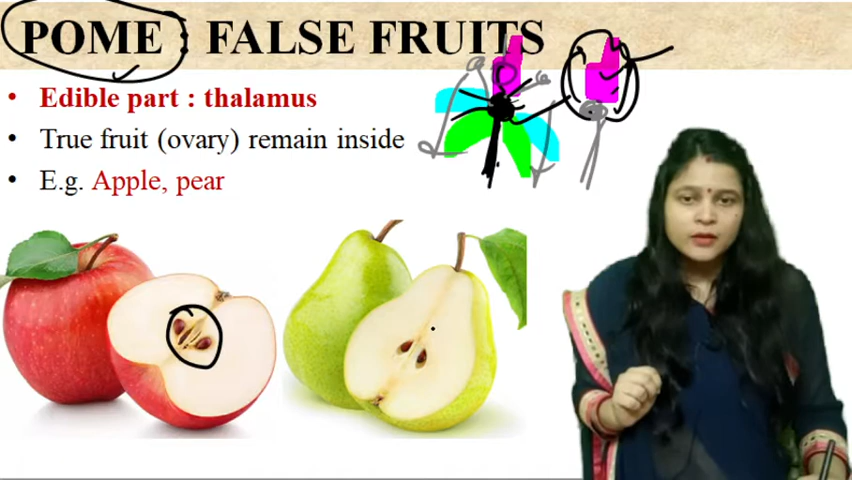 POME : FALSE FRUITS
• Edible part : thalamus
• True fruit (ovary) remain inside
• E.g. Apple, pear